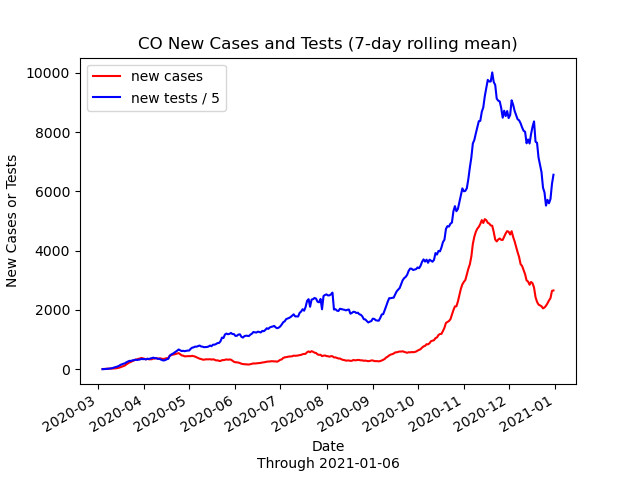 CO New Cases and Tests (7-day rolling mean)
new cases
new tests / 5
New Cases or Tests
10000
8000
6000
4000
2000
0
2020-03
2020-04
2020-05
2020-06
2020-07
2020-08
2020-09
2020-10
2020-11
2020-12
2021-01
Date
Through 2021-01-06